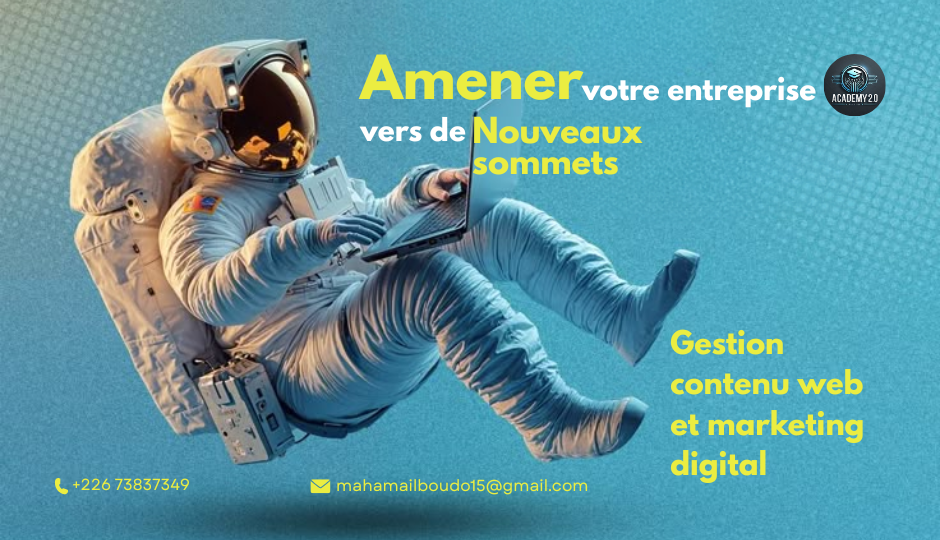 Amener votre entreprise
ACADEMY 2.0
vers de Nouveaux
sommets
Gestion
contenu web
et marketing
digital
+226 73837349
mahamailboudo15@gmail.com